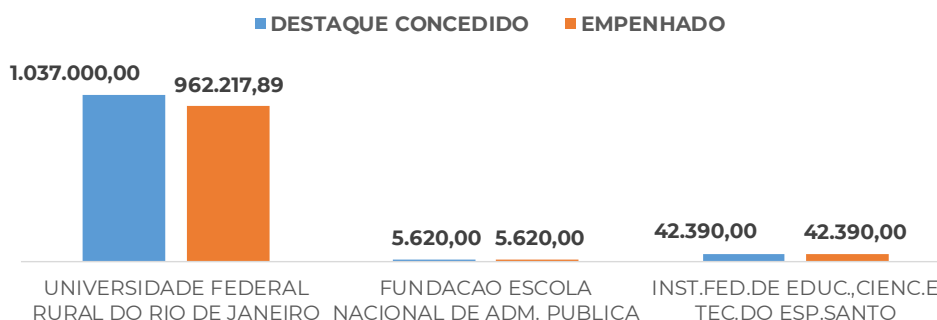 DESTAQUE CONCEDIDO EMPENHADO
1.037.000,00
962.217,89
5.620,00 5.620,00
42.390,00 42.390,00
UNIVERSIDADE FEDERAL
RURAL DO RIO DE JANEIRO
FUNDACAO ESCOLA
NACIONAL DE ADM. PUBLICA
INST.FED.DE EDUC.,CIENC.E
TEC.DO ESP.SANTO